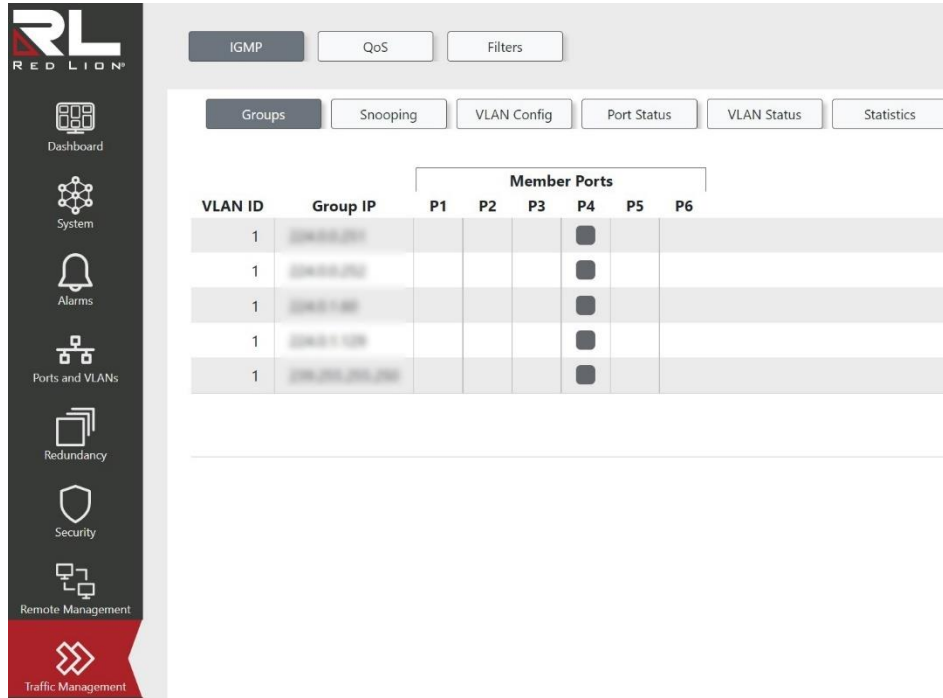 RL
RED LION®
IGMP QoS Filters
Groups Snooping VLAN Config Port Status VLAN Status Statistics
Dashboard
System
Alarms
Ports and VLANs
Redundancy
Security
Remote Management
Traffic Management
Member Ports
VLAN ID Group IP P1 P2 P3 P4 P5 P6
1
1
1
1
1